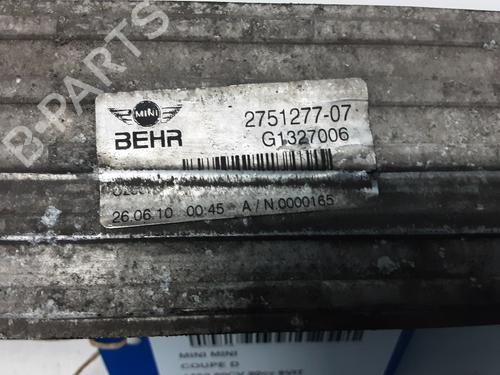 B-PARTS
MINI
BEHR
2751277-07
G1327006
26.06.10 00:45 - A / N.0000165
MINI MINI
COUPE D